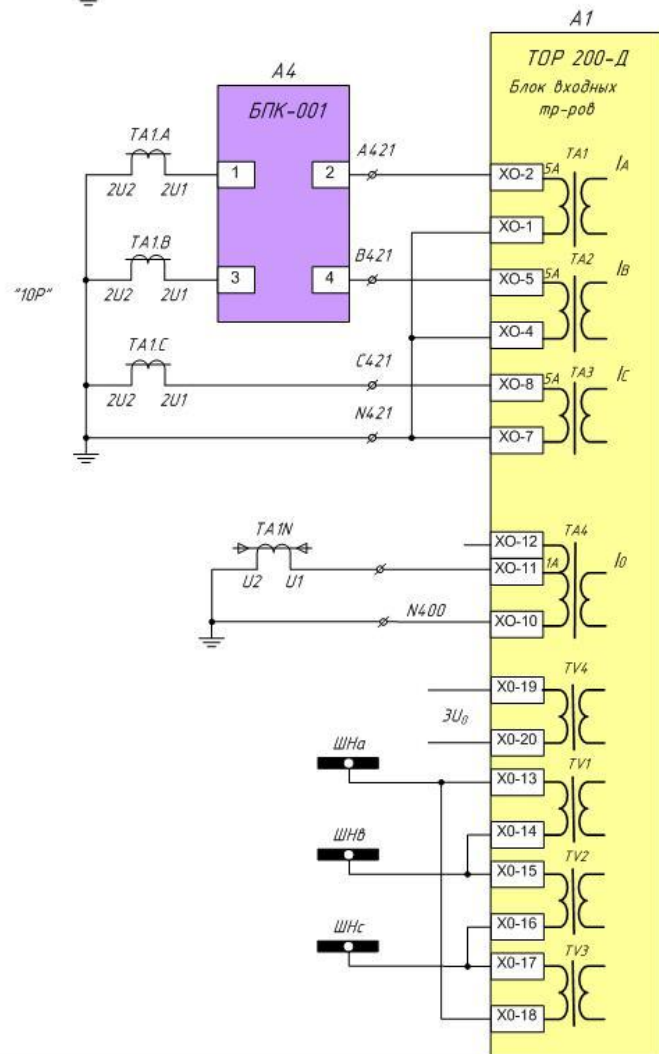 A1
ТОР 200-Д
Блок входных
тр-ров
A4
БПК-001
TA1.A
2U2 2U1
1
2
A421
XO-2
5A
TA1
IA
XO-1
TA1.B
2U2 2U1
3
4
B421
XO-5
5A
TA2
IB
XO-4
"10P"
TA1.C
2U2 2U1
C421
XO-8
5A
TA3
IC
N421
XO-7
TA1N
U2 U1
XO-12
TA4
XO-11
1A
I0
N400
XO-10
X0-19
TV4
3U₀
X0-20
ШНа
X0-13
TV1
X0-14
ШНв
X0-15
TV2
X0-16
ШНс
X0-17
TV3
X0-18